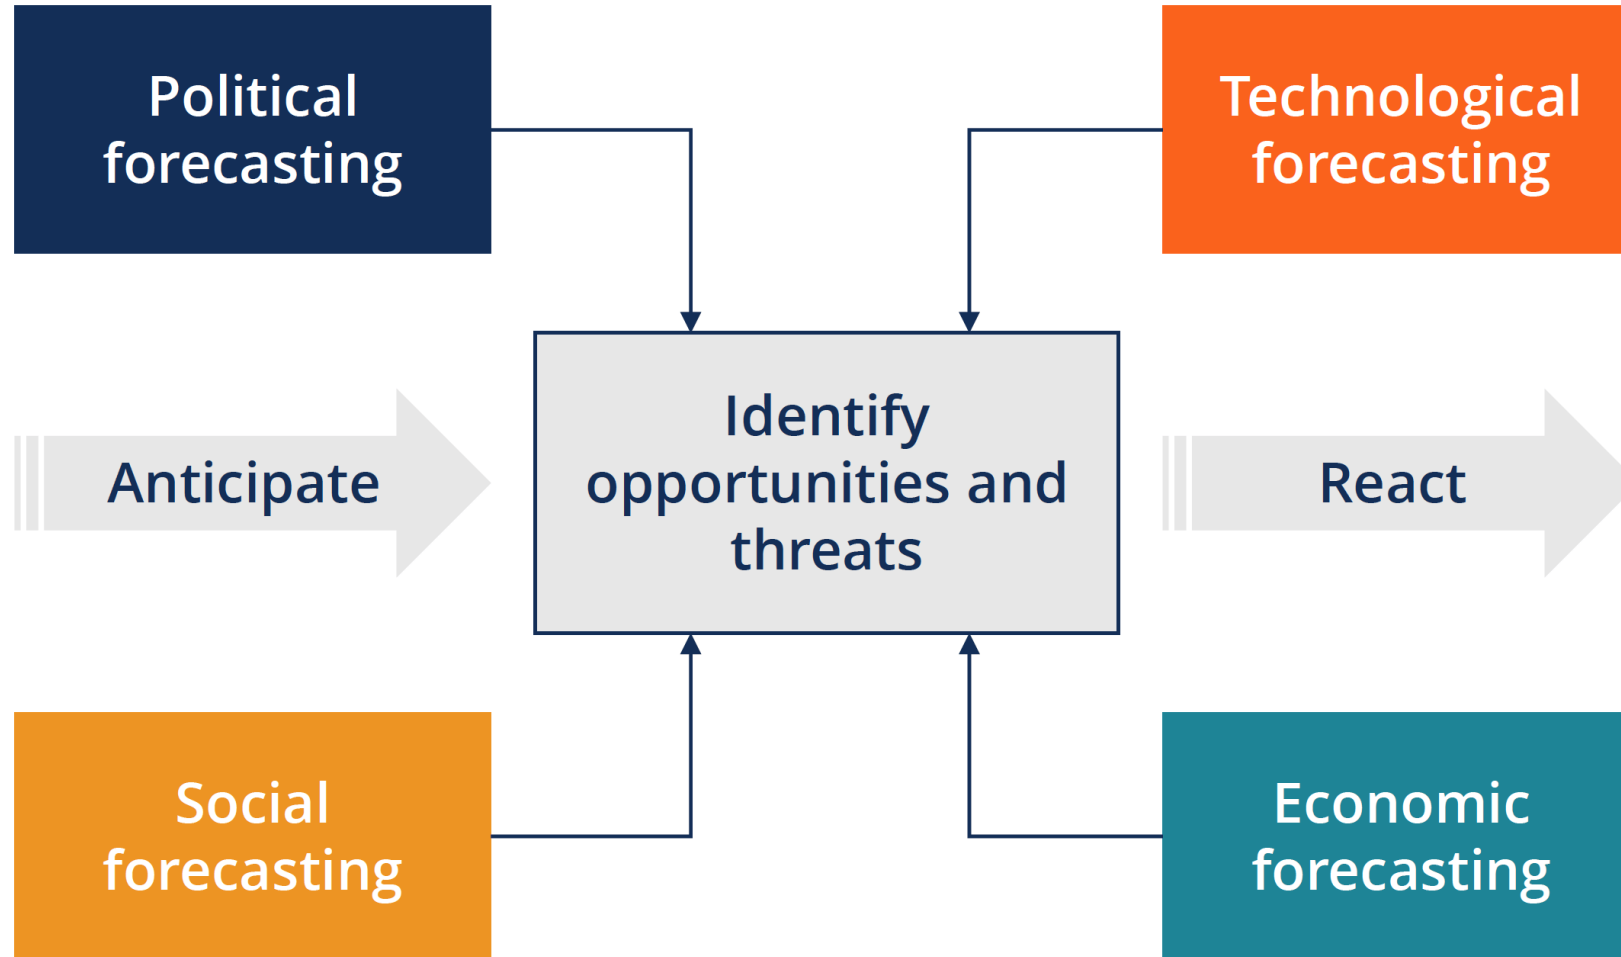 Political
forecasting
Technological
forecasting
Anticipate
Identify
opportunities and
threats
React
Social
forecasting
Economic
forecasting